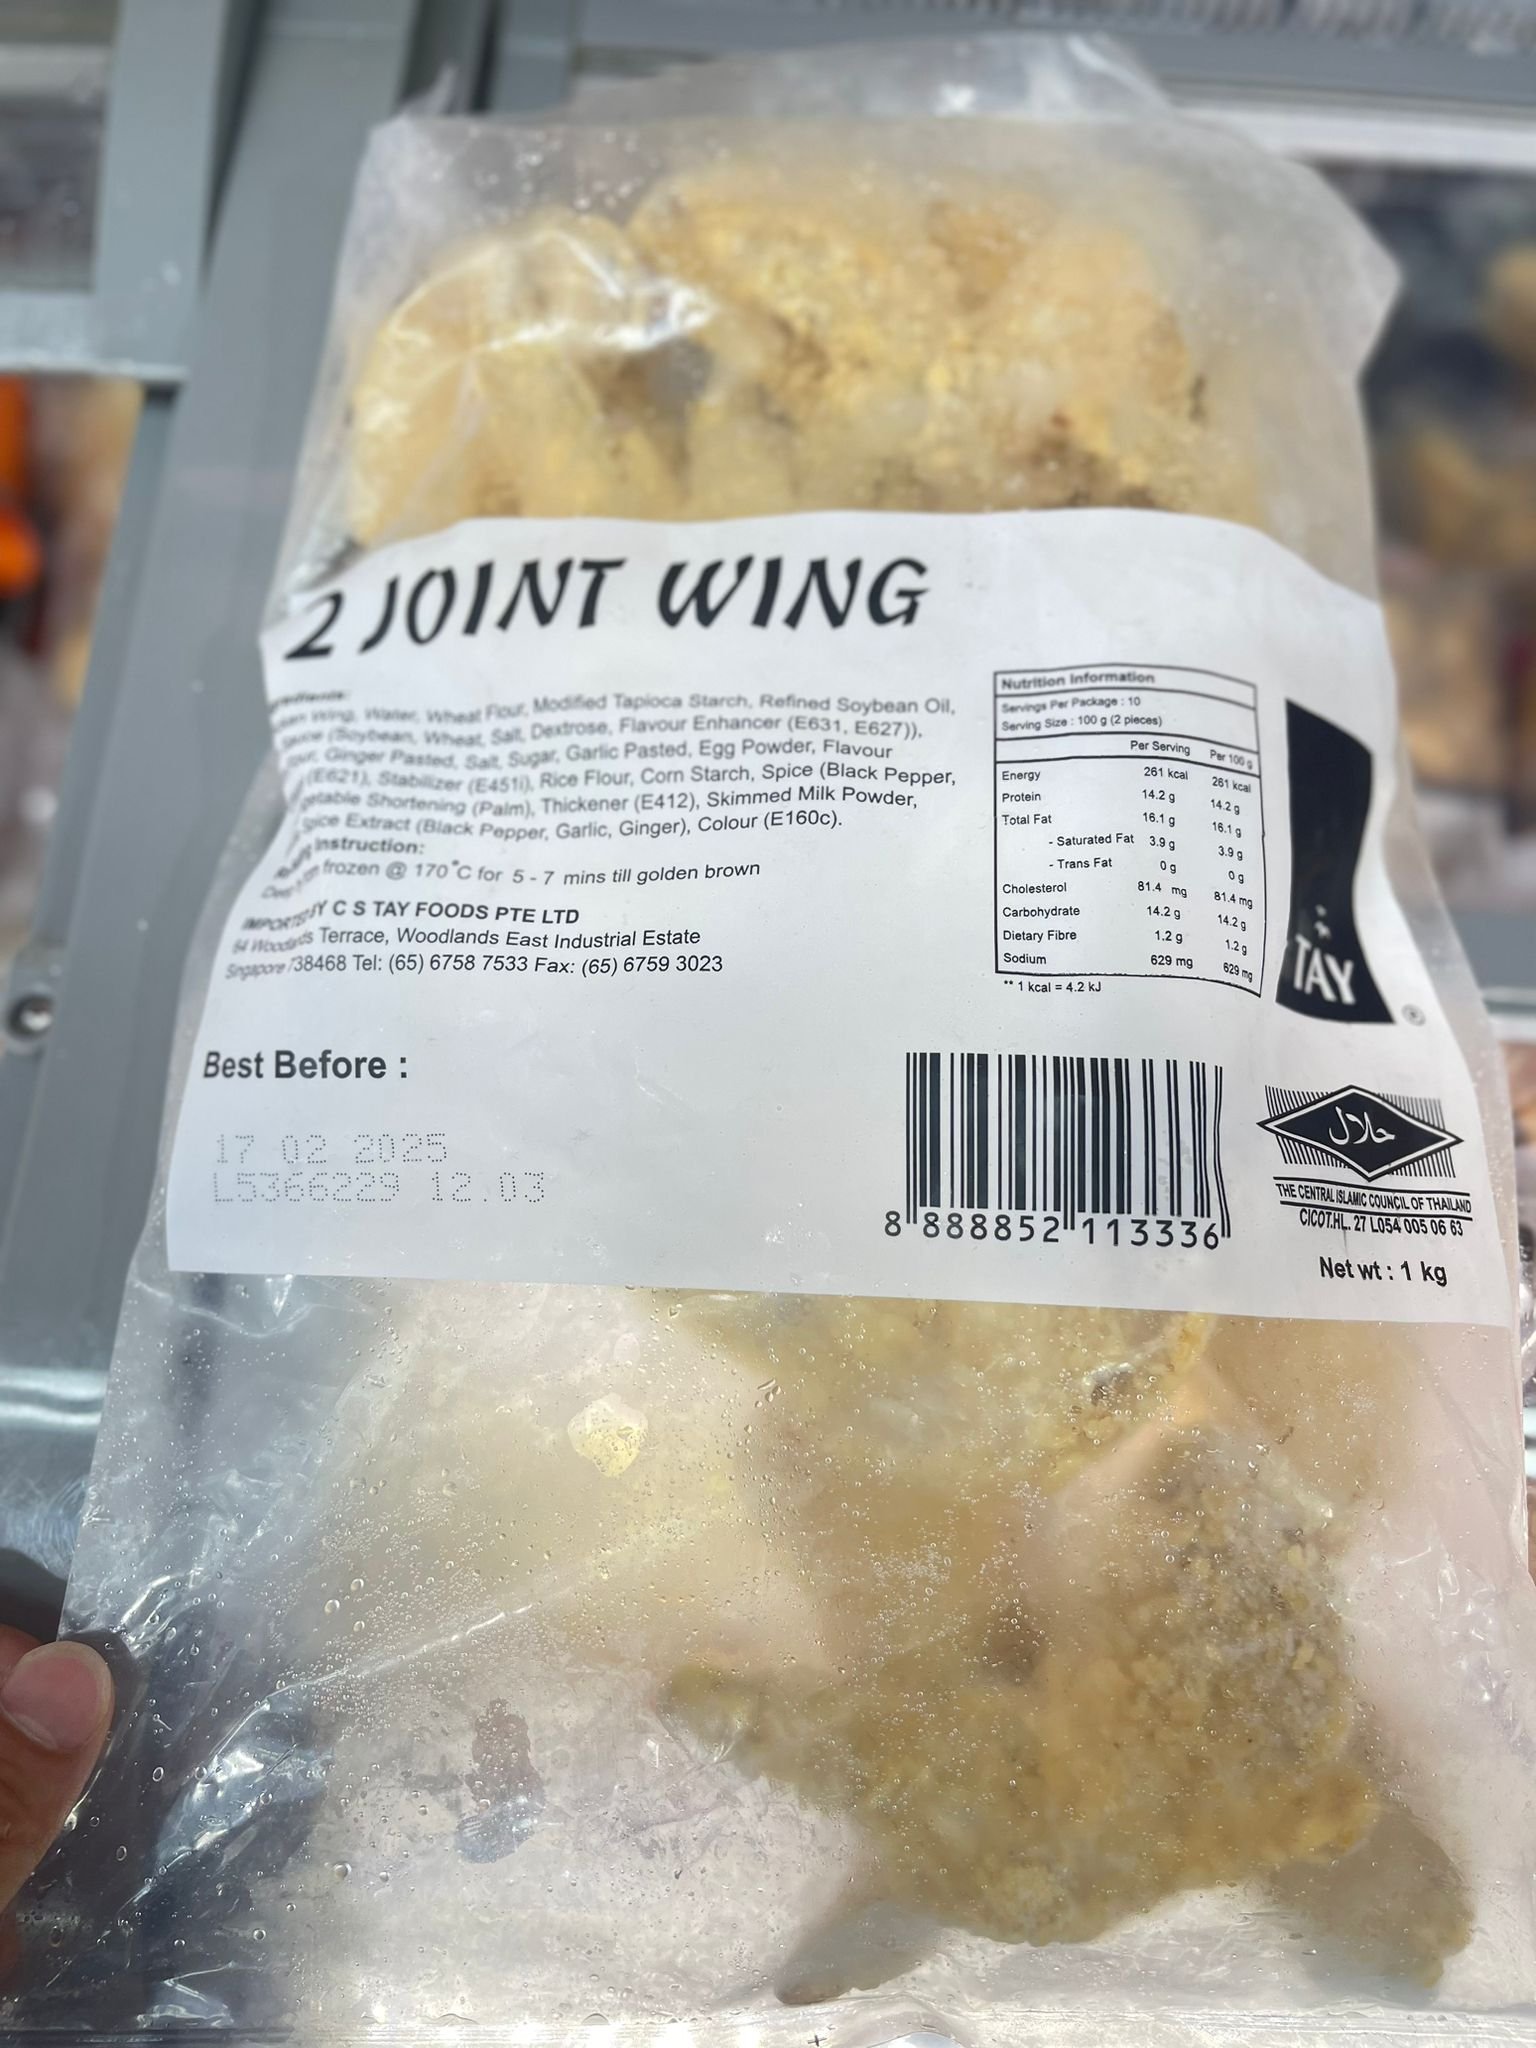 2 JOINT WING
Wing, Water, Wheat Flour, Modified Tapioca Starch, Refined Soybean Oil,
(Soybean, Wheat, Salt, Dextrose, Flavour Enhancer (E631, E627)),
Ginger Pasted, Salt, Sugar, Garlic Pasted, Egg Powder, Flavour
(E621), Stabilizer (E451i), Rice Flour, Corn Starch, Spice (Black Pepper,
Shortening (Palm), Thickener (E412), Skimmed Milk Powder,
Spice Extract (Black Pepper, Garlic, Ginger), Colour (E160c).
Instruction:
frozen @ 170°C for 5 - 7 mins till golden brown
IMPORTED BY C S TAY FOODS PTE LTD
64 Woodlands Terrace, Woodlands East Industrial Estate
Singapore 738468 Tel: (65) 6758 7533 Fax: (65) 6759 3023
Nutrition Information
Servings Per Package : 10
Serving Size : 100 g (2 pieces)
Per Serving Per 100 g
Energy 261 kcal 261 kcal
Protein 14.2 g 14.2 g
Total Fat 16.1 g 16.1 g
- Saturated Fat 3.9 g 3.9 g
- Trans Fat 0 g 0 g
Cholesterol 81.4 mg 81.4 mg
Carbohydrate 14.2 g 14.2 g
Dietary Fibre 1.2 g 1.2 g
Sodium 629 mg 629 mg
** 1 kcal = 4.2 kJ
TAY
®
Best Before :
17 02 2025
L5366229 12.03
8 888852 113336
حلال
THE CENTRAL ISLAMIC COUNCIL OF THAILAND
CICOT.HL. 27 L054 005 06 63
Net wt : 1 kg